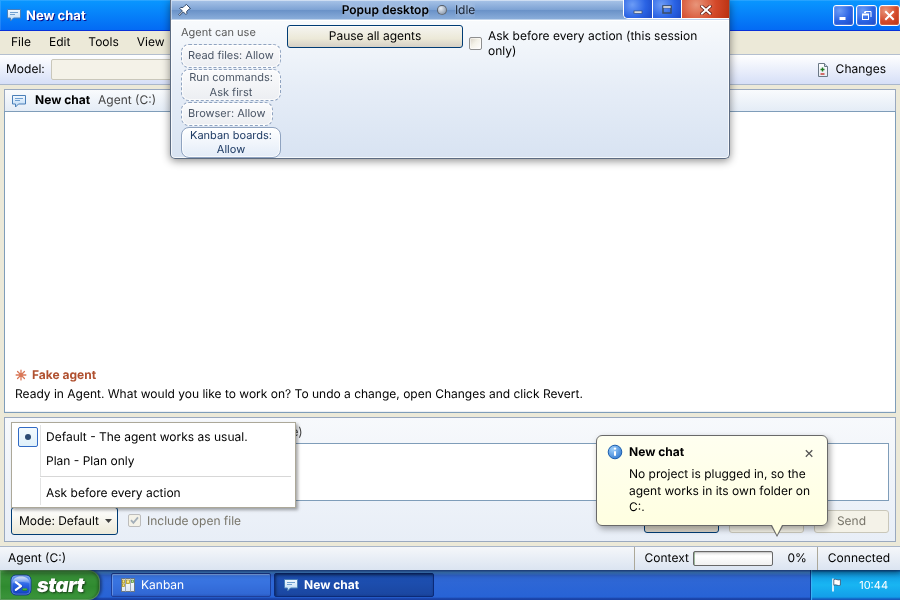 New chat
File Edit Tools View
Model:
Changes
New chat Agent (C:)
Popup desktop Idle
Agent can use
Read files: Allow
Run commands:
Ask first
Browser: Allow
Kanban boards:
Allow
Pause all agents
Ask before every action (this session
only)
Fake agent
Ready in Agent. What would you like to work on? To undo a change, open Changes and click Revert.
Default - The agent works as usual.
Plan - Plan only
Ask before every action
New chat
No project is plugged in, so the
agent works in its own folder on
C:.
Mode: Default
Include open file
Send
Agent (C:)
Context 0% Connected
start
Kanban
New chat
10:44